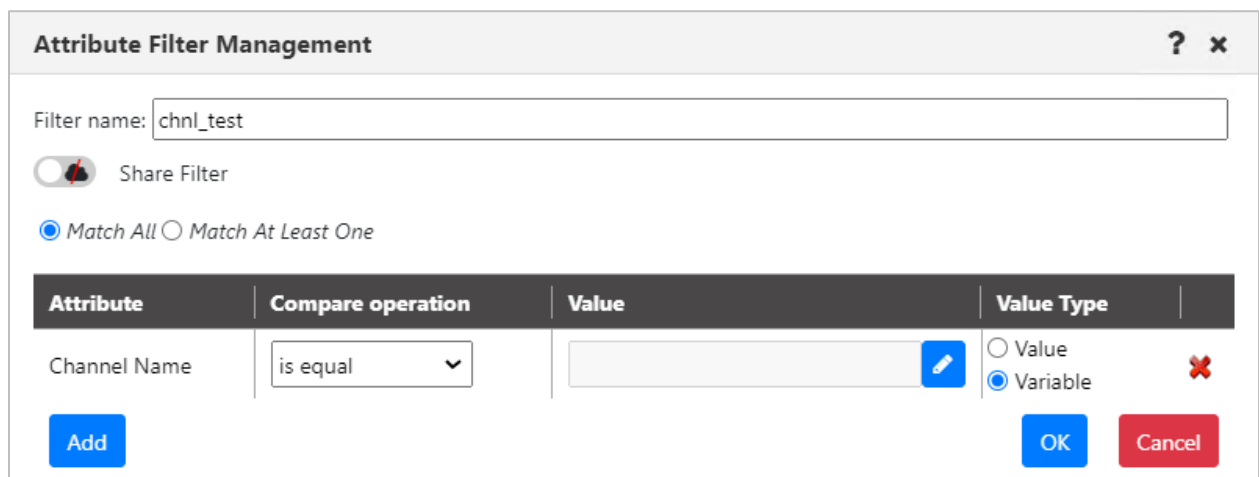 Attribute Filter Management ? ×
Filter name: chnl_test
Share Filter
Match All Match At Least One
Attribute Compare operation Value Value Type
Channel Name is equal Value
Variable
Add OK Cancel